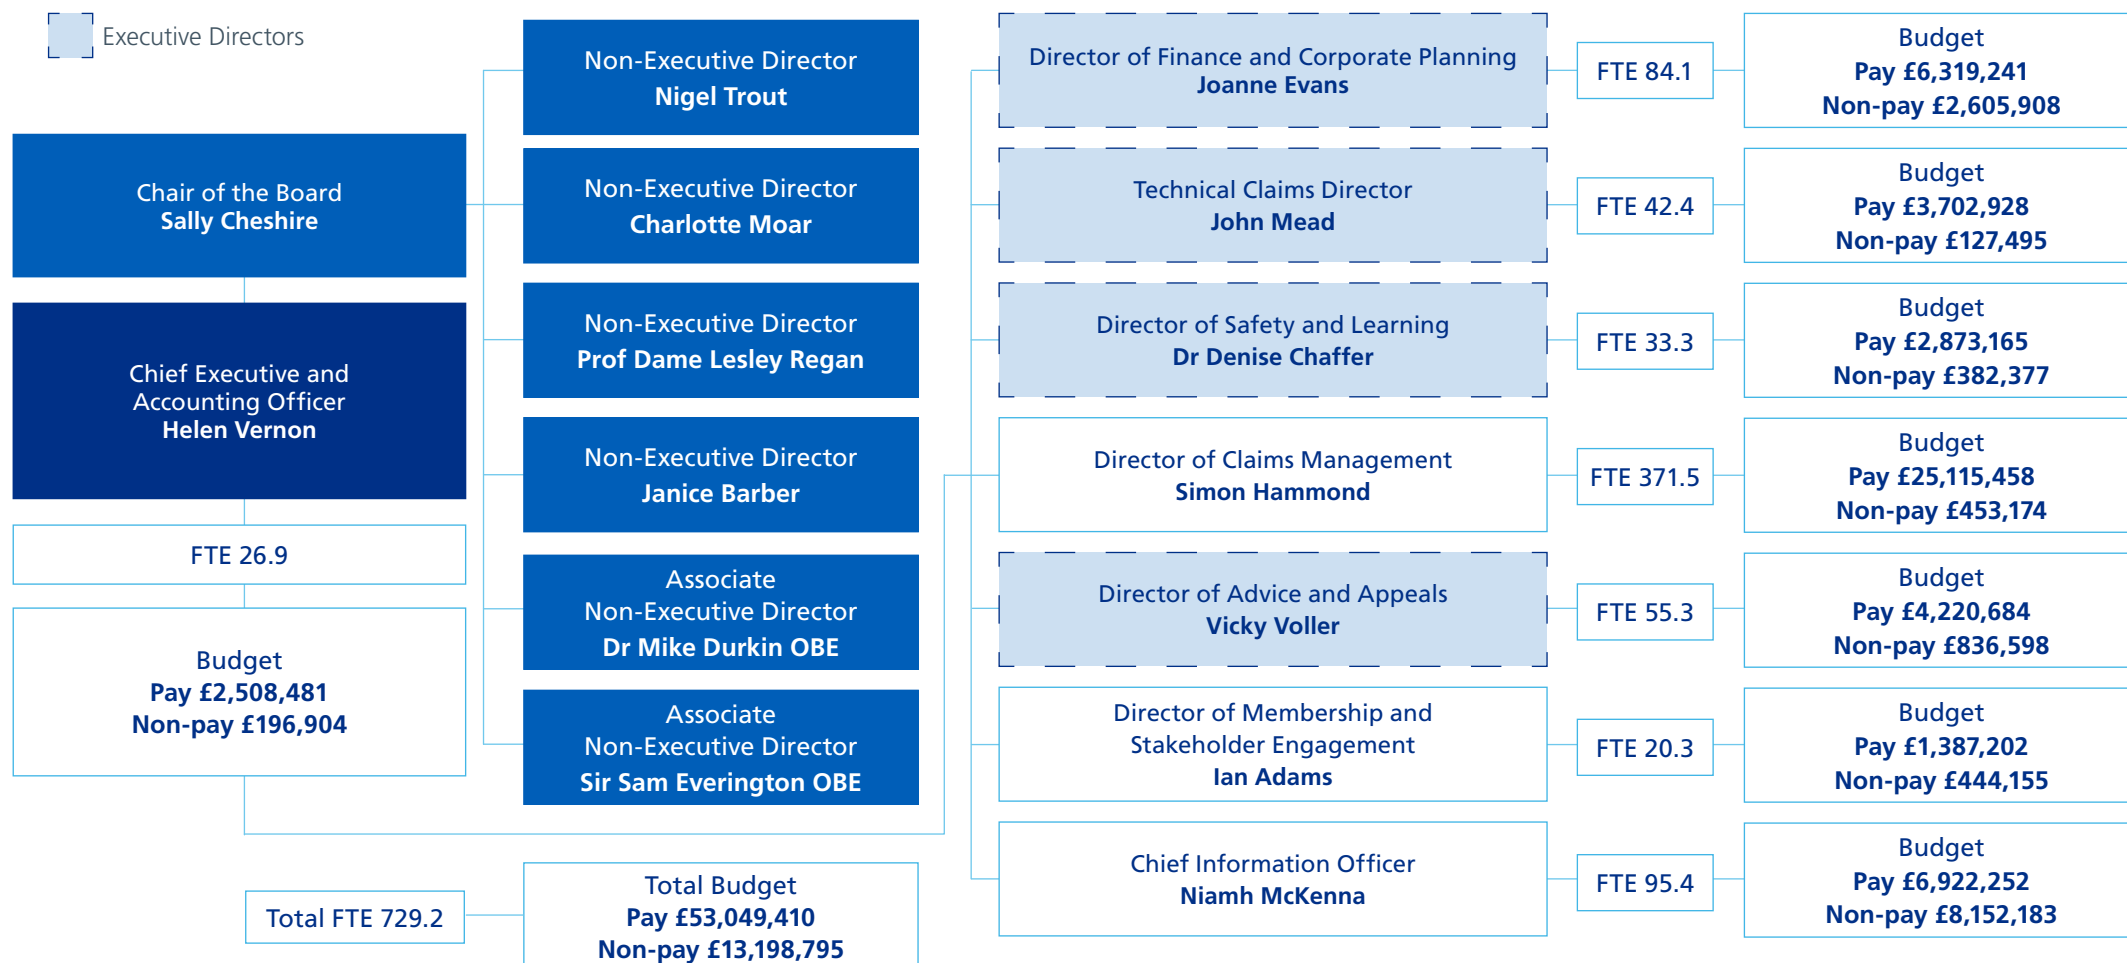 Executive Directors
Chair of the Board
Sally Cheshire
Chief Executive and
Accounting Officer
Helen Vernon
FTE 26.9
Budget
Pay £2,508,481
Non-pay £196,904
Total FTE 729.2
Total Budget
Pay £53,049,410
Non-pay £13,198,795
Non-Executive Director
Nigel Trout
Non-Executive Director
Charlotte Moar
Non-Executive Director
Prof Dame Lesley Regan
Non-Executive Director
Janice Barber
Associate
Non-Executive Director
Dr Mike Durkin OBE
Associate
Non-Executive Director
Sir Sam Everington OBE
Director of Finance and Corporate Planning
Joanne Evans
FTE 84.1
Budget
Pay £6,319,241
Non-pay £2,605,908
Technical Claims Director
John Mead
FTE 42.4
Budget
Pay £3,702,928
Non-pay £127,495
Director of Safety and Learning
Dr Denise Chaffer
FTE 33.3
Budget
Pay £2,873,165
Non-pay £382,377
Director of Claims Management
Simon Hammond
FTE 371.5
Budget
Pay £25,115,458
Non-pay £453,174
Director of Advice and Appeals
Vicky Voller
FTE 55.3
Budget
Pay £4,220,684
Non-pay £836,598
Director of Membership and
Stakeholder Engagement
Ian Adams
FTE 20.3
Budget
Pay £1,387,202
Non-pay £444,155
Chief Information Officer
Niamh McKenna
FTE 95.4
Budget
Pay £6,922,252
Non-pay £8,152,183